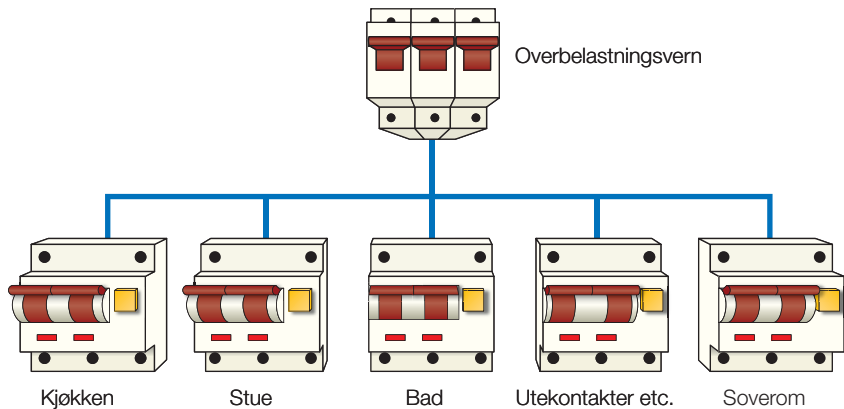 Overbelastningsvern
Kjøkken
Stue
Bad
Utekontakter etc.
Soverom